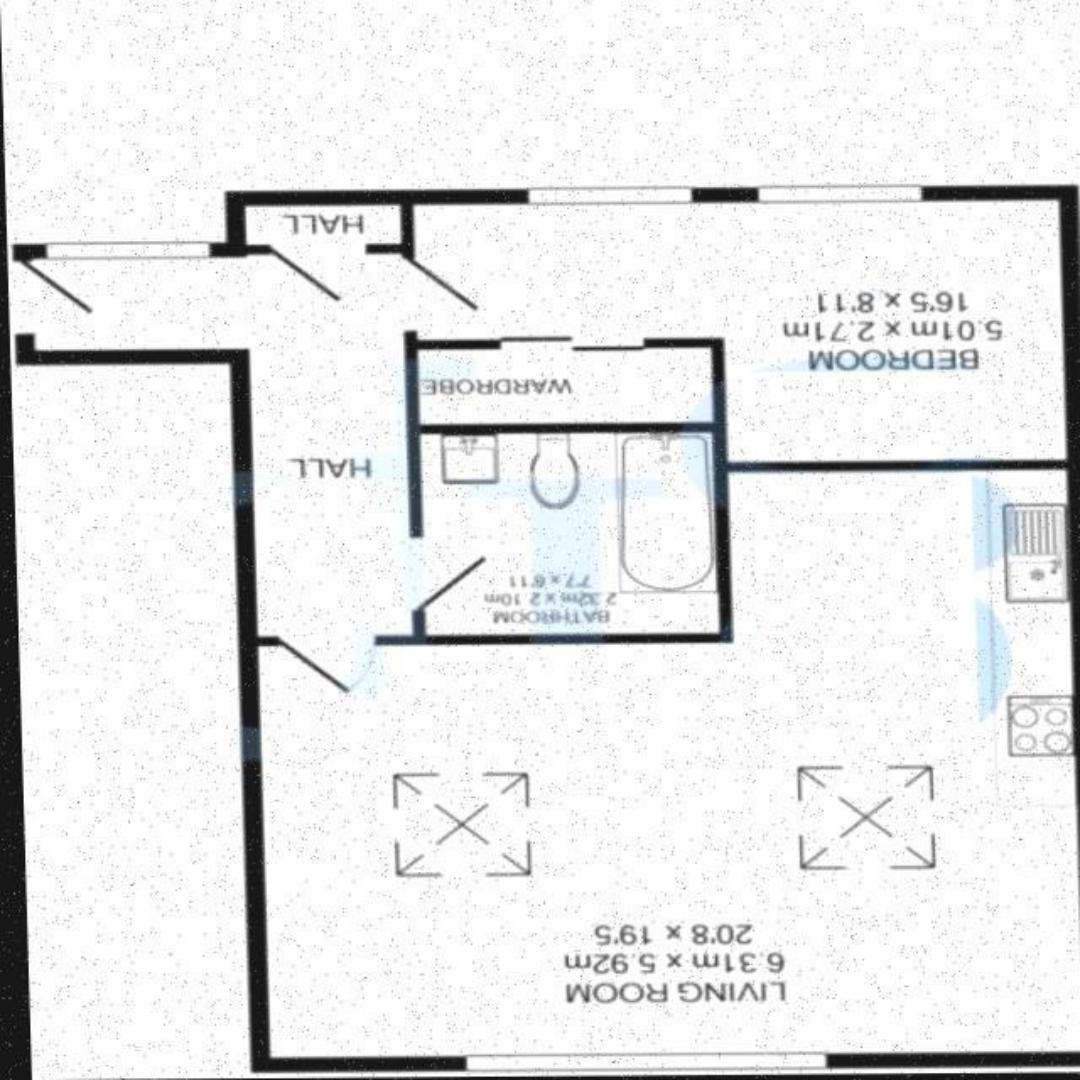 LIVING ROOM
6.31m x 5.92m
20'8 x 19'5
BATHROOM
2.32m x 2.10m
7'7 x 6'11
HALL
WARDROBE
BEDROOM
5.01m x 2.71m
16'5 x 8'11
HALL